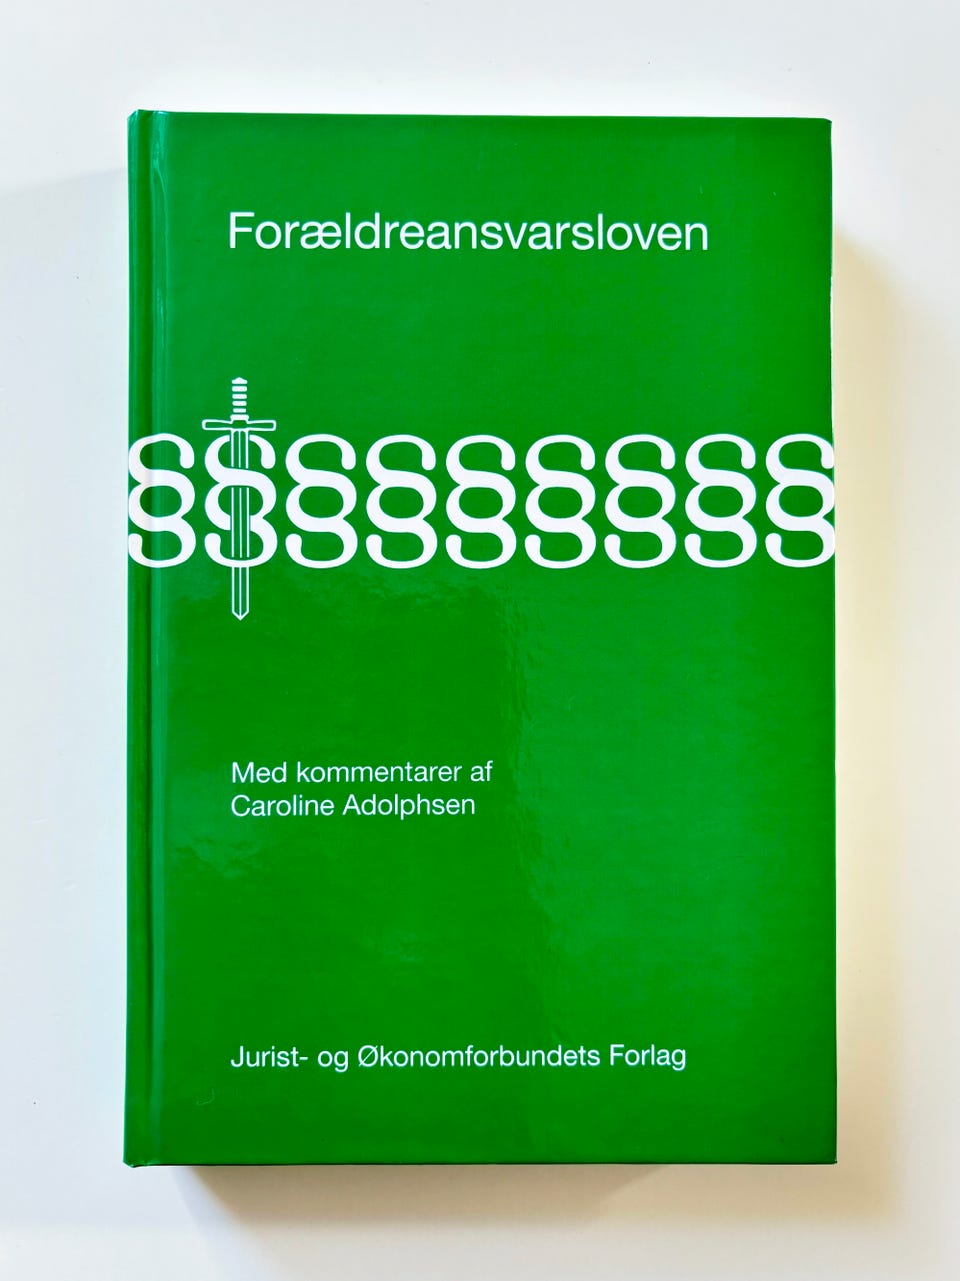 Forældreansvarsloven
§§§§§§§§§
Med kommentarer af
Caroline Adolphsen
Jurist- og Økonomforbundets Forlag